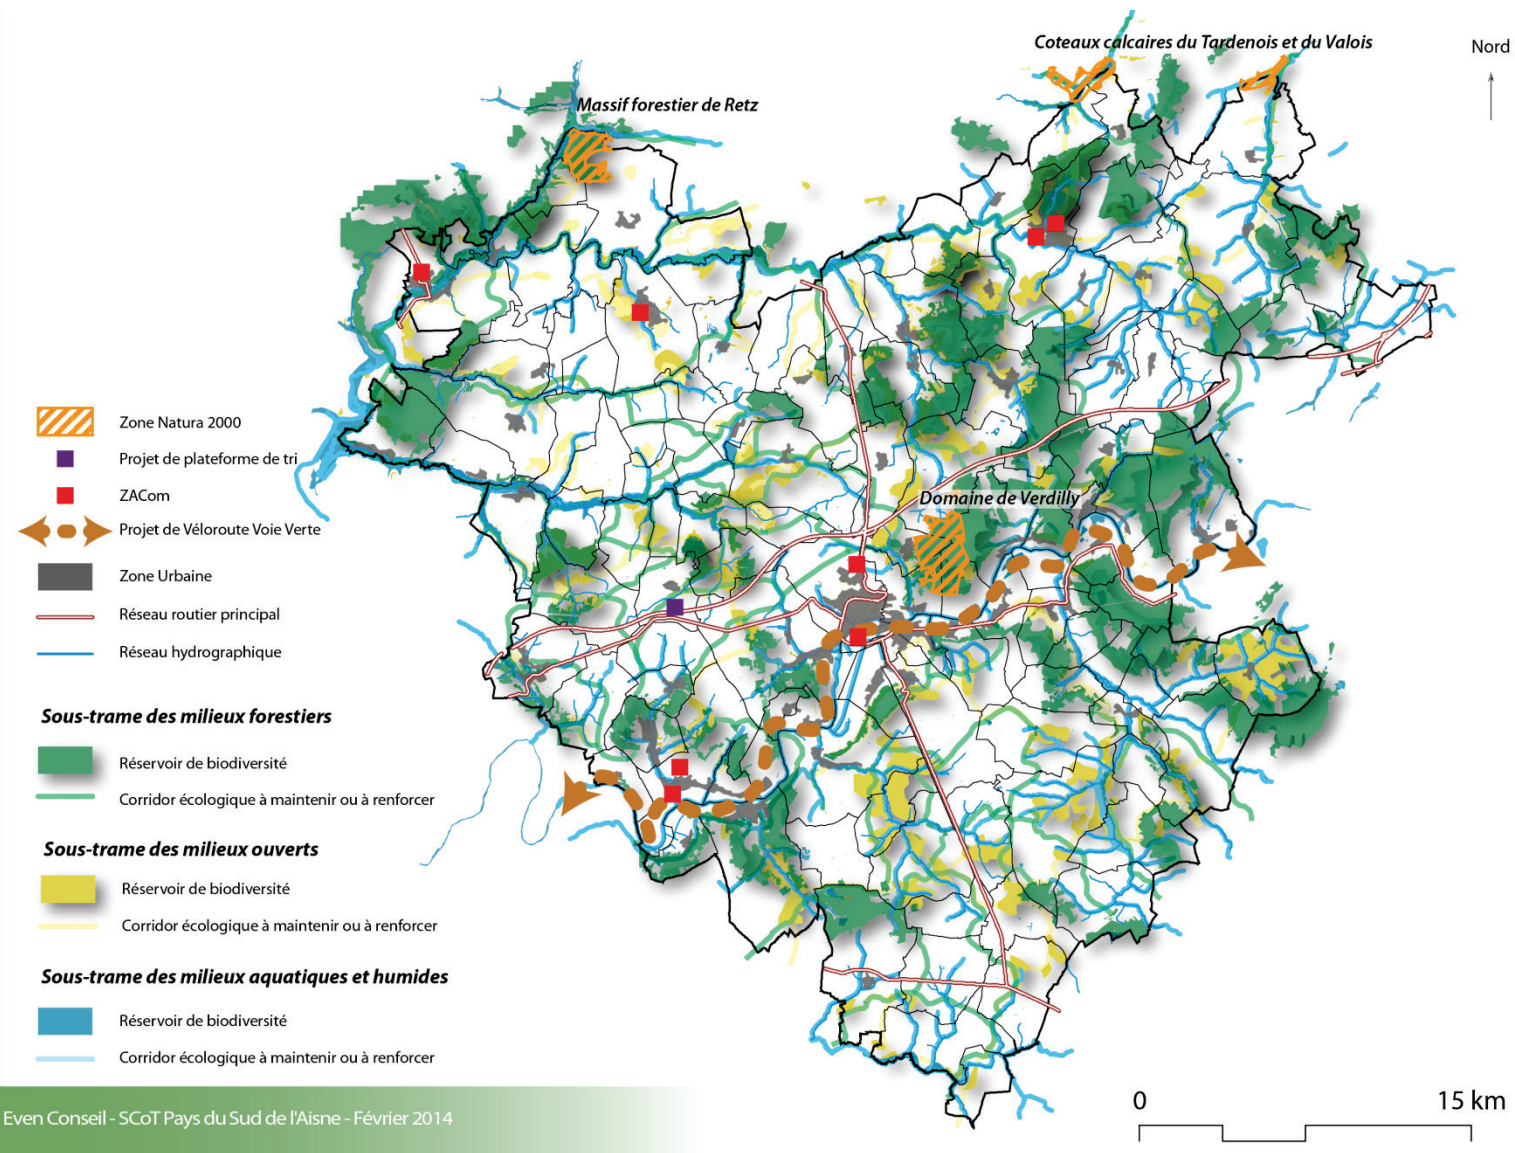 Coteaux calcaires du Tardenois et du Valois
Nord
Massif forestier de Retz
Domaine de Verdilly
Zone Natura 2000
Projet de plateforme de tri
ZACom
Projet de Véloroute Voie Verte
Zone Urbaine
Réseau routier principal
Réseau hydrographique
Sous-trame des milieux forestiers
Réservoir de biodiversité
Corridor écologique à maintenir ou à renforcer
Sous-trame des milieux ouverts
Réservoir de biodiversité
Corridor écologique à maintenir ou à renforcer
Sous-trame des milieux aquatiques et humides
Réservoir de biodiversité
Corridor écologique à maintenir ou à renforcer
Even Conseil - SCoT Pays du Sud de l'Aisne - Février 2014
0 15 km